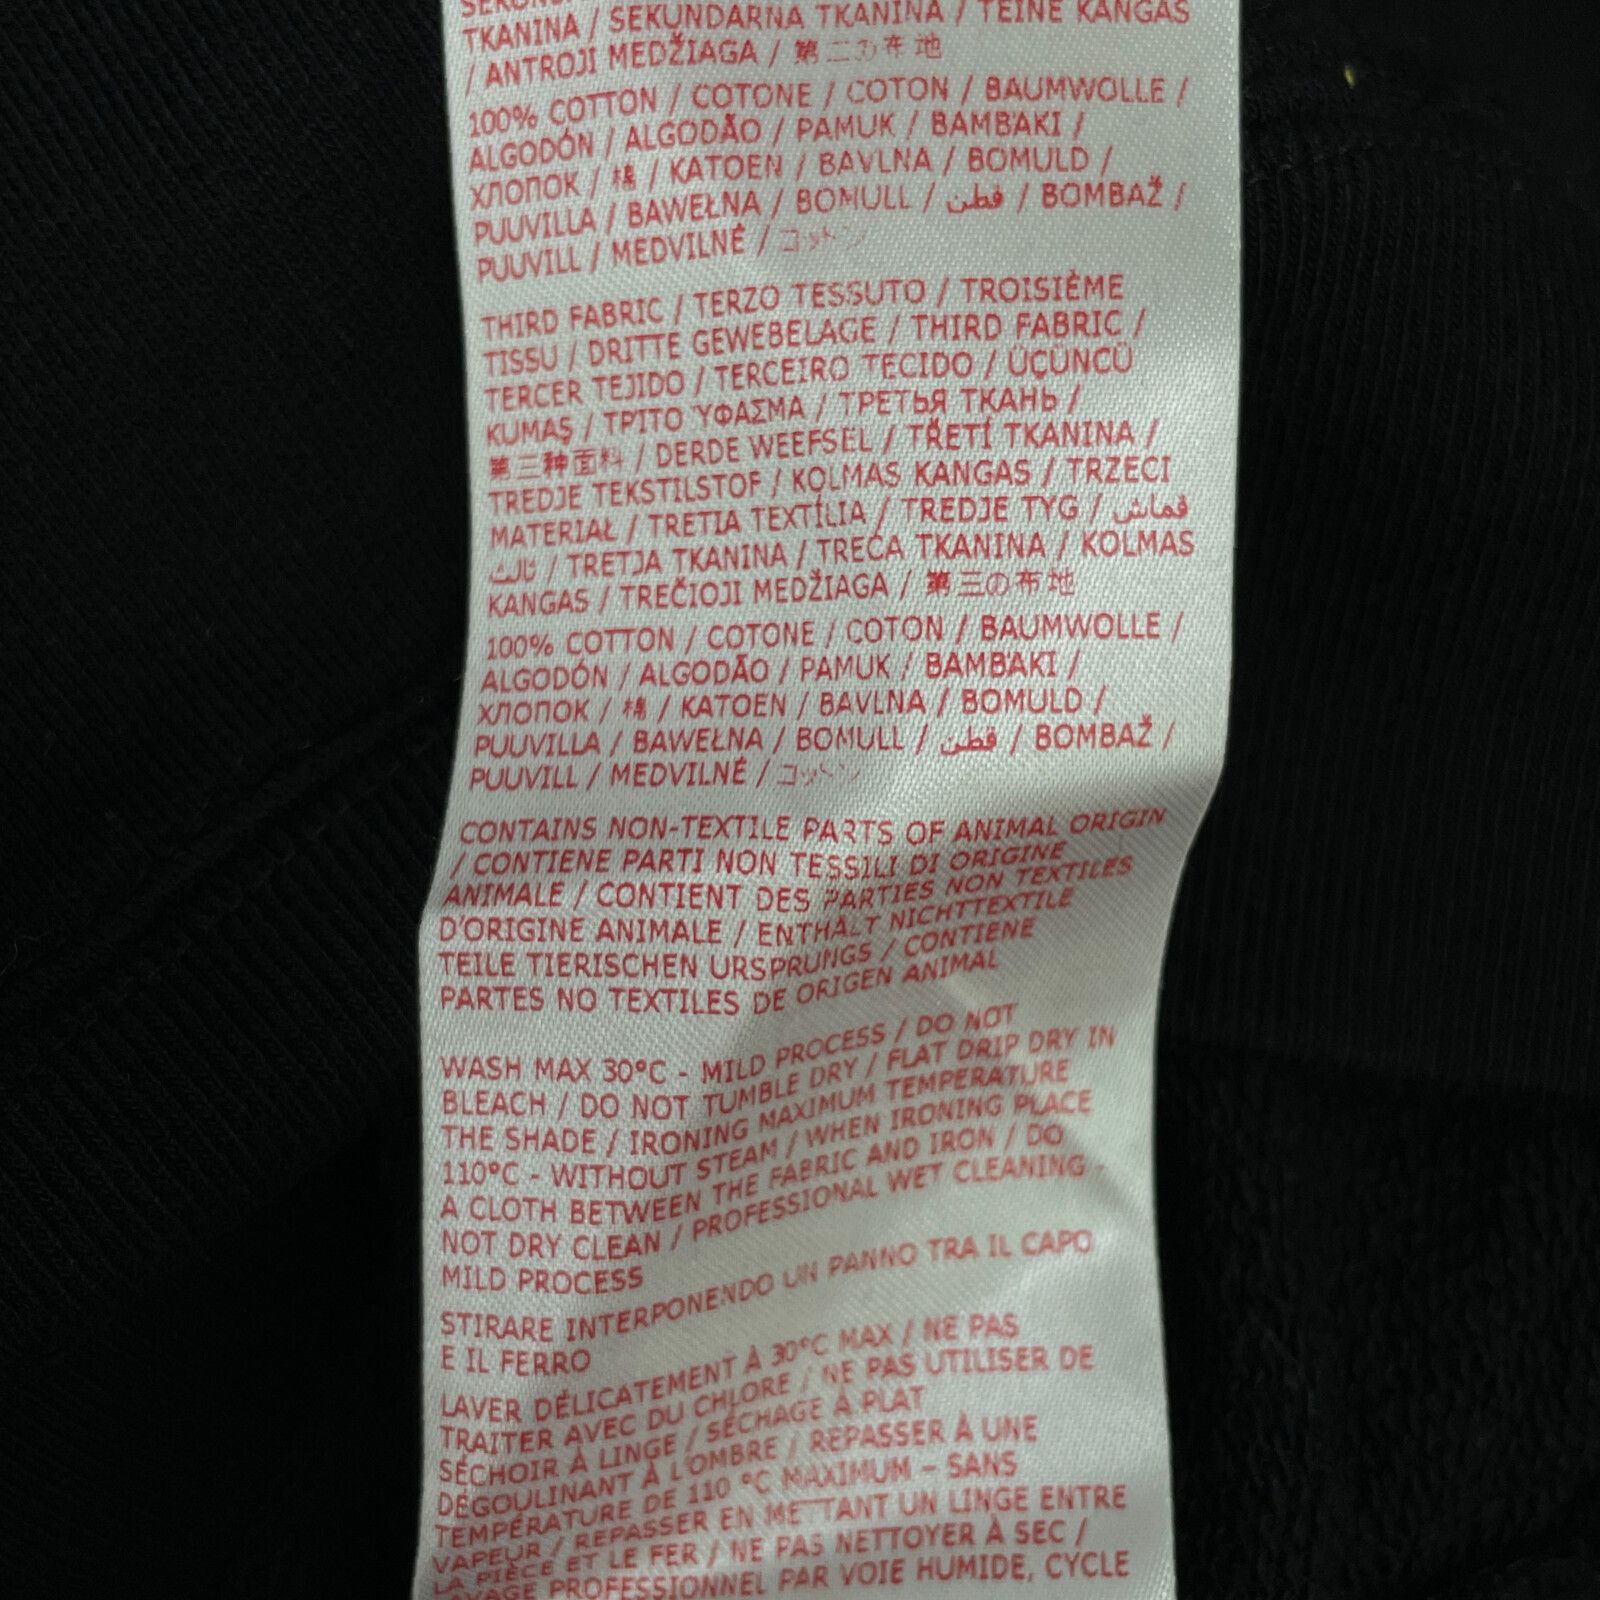 TKANINA / SEKUNDARNA TKANINA / TEINE KANGAS
/ ANTROJI MEDŽIAGA / 第二の布地
100% COTTON / COTONE / COTON / BAUMWOLLE /
ALGODÓN / ALGODÃO / PAMUK / ΒΑΜΒΆΚΙ /
ХЛОПОК / 棉 / KATOEN / BAVLNA / BOMULD /
PUUVILLA / BAWEŁNA / BOMULL / قطن / BOMBAŽ /
PUUVILL / MEDVILNĖ / コットン
THIRD FABRIC / TERZO TESSUTO / TROISIÈME
TISSU / DRITTE GEWEBELAGE / THIRD FABRIC /
TERCER TEJIDO / TERCEIRO TECIDO / ÜÇÜNCÜ
KUMAŞ / ΤΡΙΤΟ ΎΦΑΣΜΑ / ТРЕТЬЯ ТКАНЬ /
第三种面料 / DERDE WEEFSEL / TŘETÍ TKANINA /
TREDJE TEKSTILSTOF / KOLMAS KANGAS / TRZECI
MATERIAŁ / TRETIA TEXTÍLIA / TREDJE TYG / قماش
ثالث / TRETJA TKANINA / TREĆA TKANINA / KOLMAS
KANGAS / TREČIOJI MEDŽIAGA / 第三の布地
100% COTTON / COTONE / COTON / BAUMWOLLE /
ALGODÓN / ALGODÃO / PAMUK / ΒΑΜΒΆΚΙ /
ХЛОПОК / 棉 / KATOEN / BAVLNA / BOMULD /
PUUVILLA / BAWEŁNA / BOMULL / قطن / BOMBAŽ /
PUUVILL / MEDVILNĖ / コットン
CONTAINS NON-TEXTILE PARTS OF ANIMAL ORIGIN
/ CONTIENE PARTI NON TESSILI DI ORIGINE
ANIMALE / CONTIENT DES PARTIES NON TEXTILES
D'ORIGINE ANIMALE / ENTHÄLT NICHTTEXTILE
TEILE TIERISCHEN URSPRUNGS / CONTIENE
PARTES NO TEXTILES DE ORIGEN ANIMAL
WASH MAX 30°C - MILD PROCESS / DO NOT
BLEACH / DO NOT TUMBLE DRY / FLAT DRIP DRY IN
THE SHADE / IRONING MAXIMUM TEMPERATURE
110°C - WITHOUT STEAM / WHEN IRONING PLACE
A CLOTH BETWEEN THE FABRIC AND IRON / DO
NOT DRY CLEAN / PROFESSIONAL WET CLEANING -
MILD PROCESS
STIRARE INTERPONENDO UN PANNO TRA IL CAPO
E IL FERRO
LAVER DÉLICATEMENT À 30°C MAX / NE PAS
TRAITER AVEC DU CHLORE / NE PAS UTILISER DE
SÉCHOIR À LINGE / SÉCHAGE À PLAT
DÉGOULINANT À L'OMBRE / REPASSER À UNE
TEMPÉRATURE DE 110 °C MAXIMUM – SANS
VAPEUR / REPASSER EN METTANT UN LINGE ENTRE
LA PIÈCE ET LE FER / NE PAS NETTOYER À SEC /
LAVAGE PROFESSIONNEL PAR VOIE HUMIDE, CYCLE